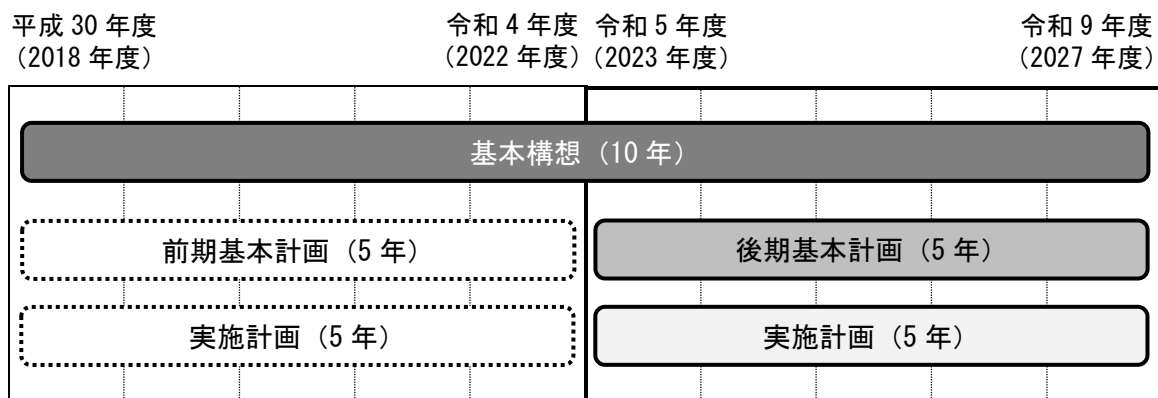 平成 30 年度 令和 4 年度 令和 5 年度 令和 9 年度
(2018 年度) (2022 年度) (2023 年度) (2027 年度)
基本構想（10 年）
前期基本計画（5 年） 後期基本計画（5 年）
実施計画（5 年） 実施計画（5 年）